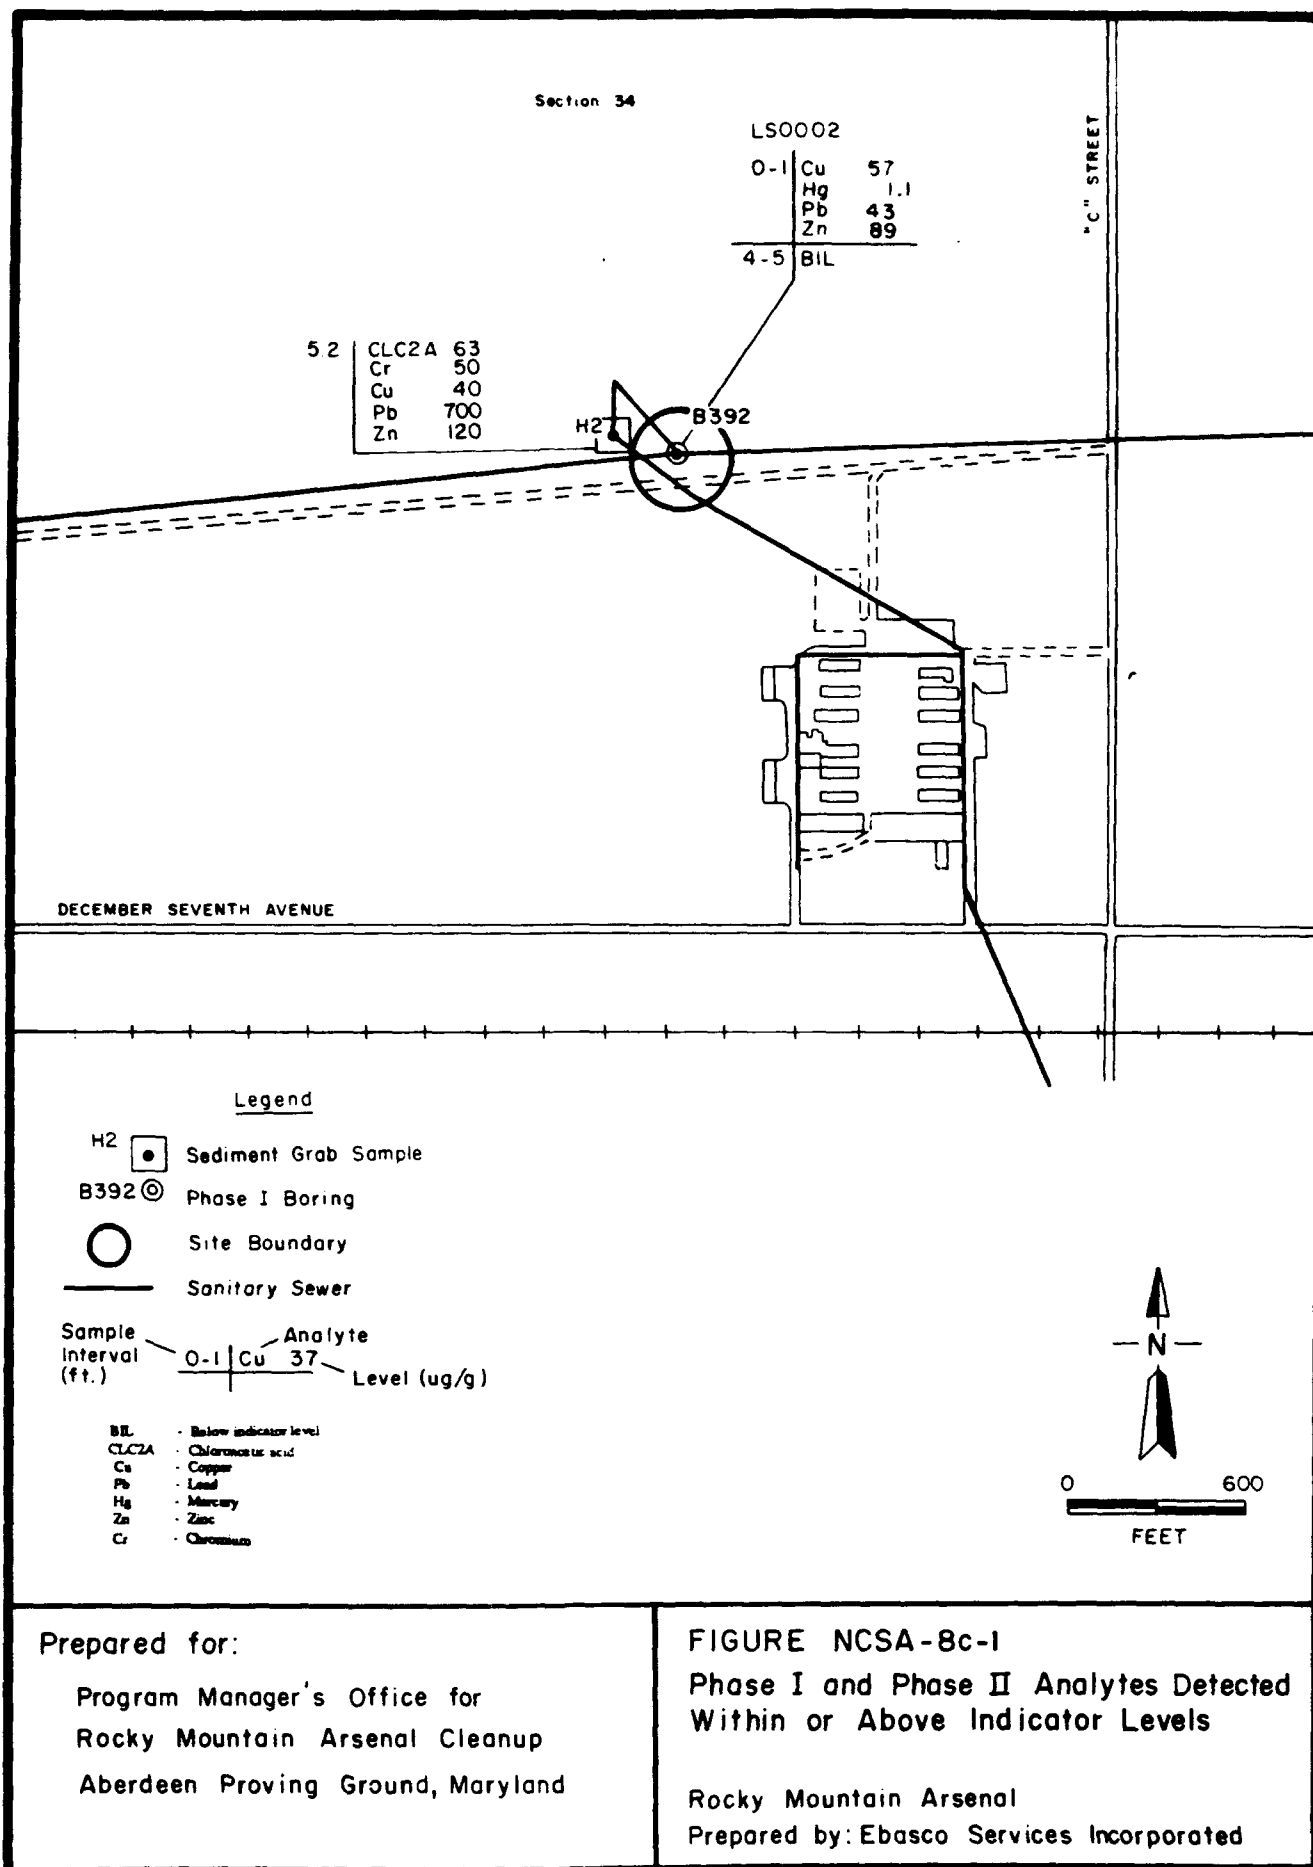 Section 34
LS0002
0-1 Cu 57
Hg 1.1
Pb 43
Zn 89
4-5 BIL
"C" STREET
5.2 CLC2A 63
Cr 50
Cu 40
Pb 700
Zn 120
H2
B392
DECEMBER SEVENTH AVENUE
Legend
H2 Sediment Grab Sample
B392 Phase I Boring
Site Boundary
Sanitary Sewer
Sample Interval (ft.)
0-1 Cu 37
Analyte
Level (ug/g)
BIL - Below indicator level
CLC2A - Chloroacetic acid
Cu - Copper
Pb - Lead
Hg - Mercury
Zn - Zinc
Cr - Chromium
N
0 600
FEET
Prepared for:
Program Manager's Office for
Rocky Mountain Arsenal Cleanup
Aberdeen Proving Ground, Maryland
FIGURE NCSA-8c-1
Phase I and Phase II Analytes Detected
Within or Above Indicator Levels
Rocky Mountain Arsenal
Prepared by: Ebasco Services Incorporated